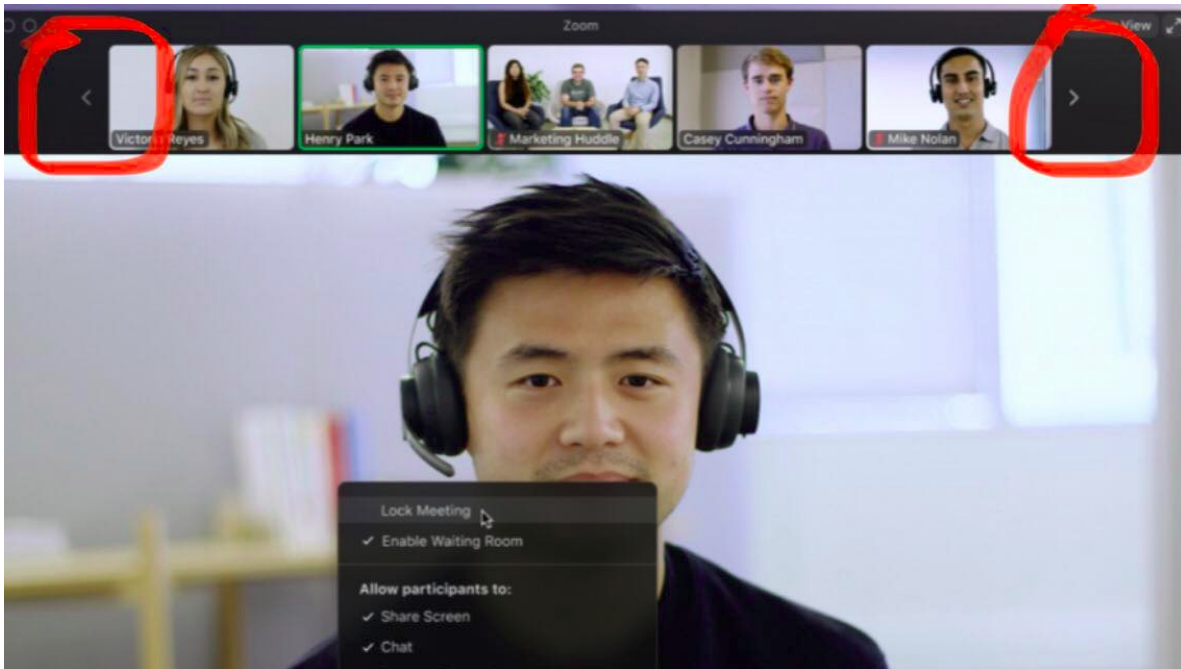 Zoom
View
Victoria Reyes
Henry Park
Marketing Huddle
Casey Cunningham
Mike Nolan
Lock Meeting
Enable Waiting Room
Allow participants to:
Share Screen
Chat